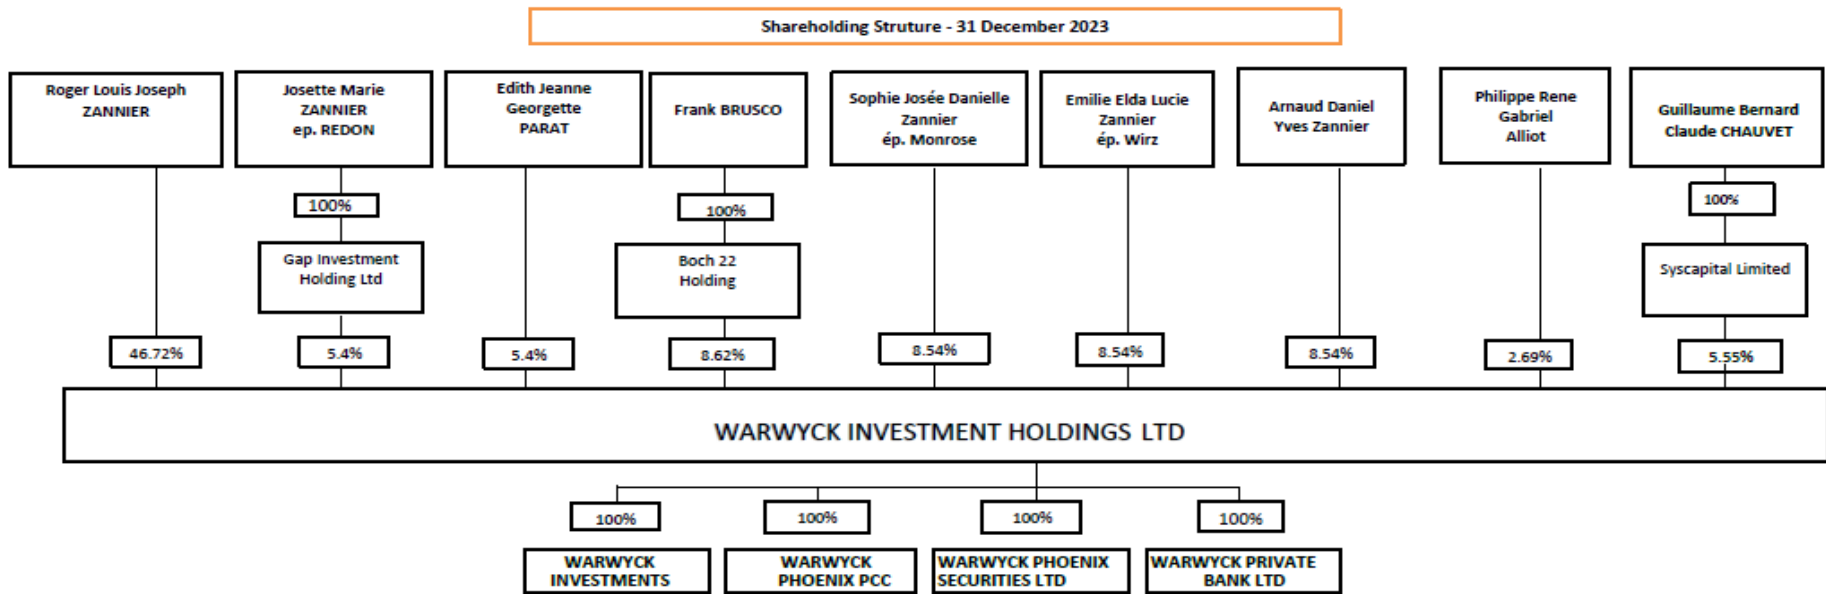 Shareholding Struture - 31 December 2023
Roger Louis Joseph
ZANNIER
Josette Marie
ZANNIER
ep. REDON
Edith Jeanne
Georgette
PARAT
Frank BRUSCO
Sophie Josée Danielle
Zannier
ép. Monrose
Emilie Elda Lucie
Zannier
ép. Wirz
Arnaud Daniel
Yves Zannier
Philippe Rene
Gabriel
Alliot
Guillaume Bernard
Claude CHAUVET
100%
100%
100%
Gap Investment
Holding Ltd
Boch 22
Holding
Syscapital Limited
46.72%
5.4%
5.4%
8.62%
8.54%
8.54%
8.54%
2.69%
5.55%
WARWYCK INVESTMENT HOLDINGS LTD
100%
100%
100%
100%
WARWYCK
INVESTMENTS
WARWYCK
PHOENIX PCC
WARWYCK PHOENIX
SECURITIES LTD
WARWYCK PRIVATE
BANK LTD